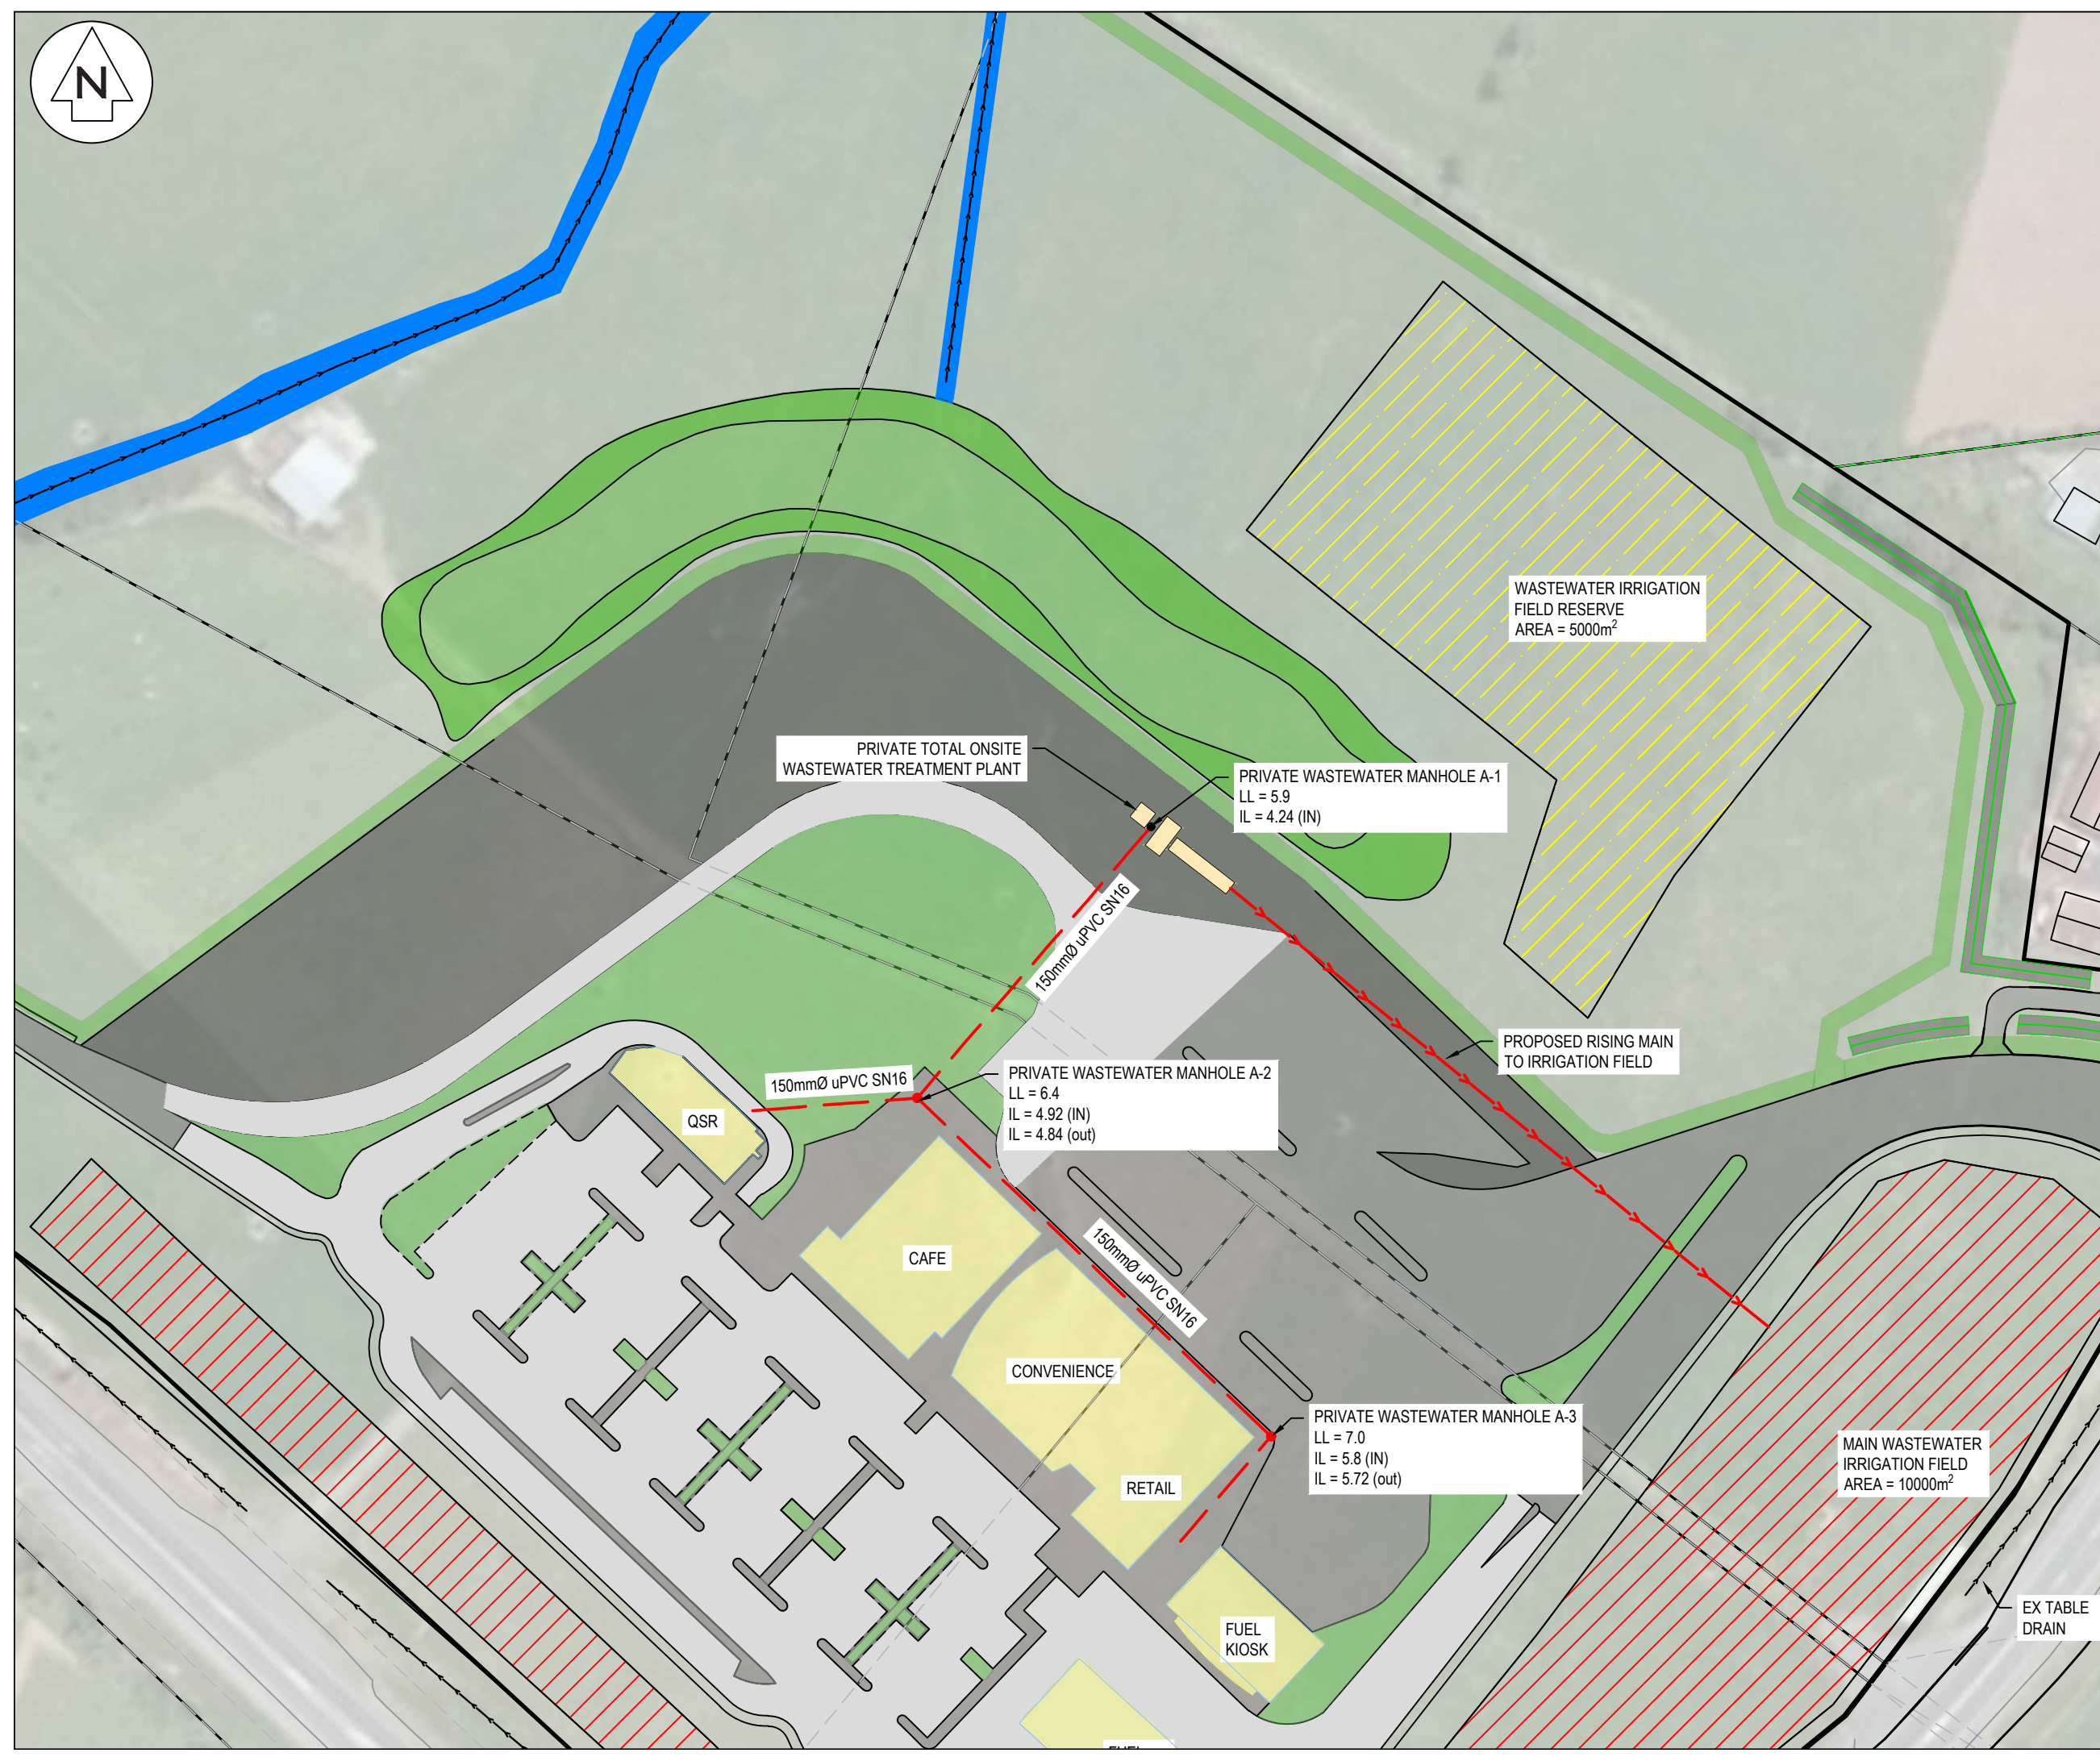 N
WASTEWATER IRRIGATION
FIELD RESERVE
AREA = 5000m²
PRIVATE TOTAL ONSITE
WASTEWATER TREATMENT PLANT
PRIVATE WASTEWATER MANHOLE A-1
LL = 5.9
IL = 4.24 (IN)
150mmØ uPVC SN16
PROPOSED RISING MAIN
TO IRRIGATION FIELD
150mmØ uPVC SN16
PRIVATE WASTEWATER MANHOLE A-2
LL = 6.4
IL = 4.92 (IN)
IL = 4.84 (out)
QSR
CAFE
150mmØ uPVC SN16
CONVENIENCE
PRIVATE WASTEWATER MANHOLE A-3
LL = 7.0
IL = 5.8 (IN)
IL = 5.72 (out)
MAIN WASTEWATER
IRRIGATION FIELD
AREA = 10000m²
RETAIL
EX TABLE
DRAIN
FUEL
KIOSK